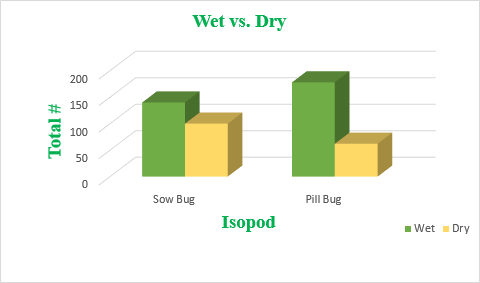 Wet vs. Dry
Total #
200
150
100
50
0
Sow Bug
Pill Bug
Isopod
Wet
Dry